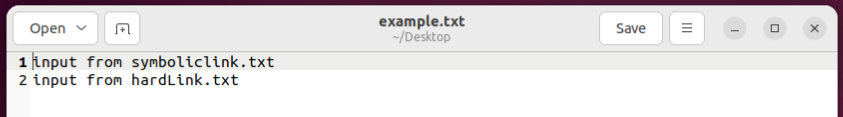 Open
example.txt
~/Desktop
Save
1 input from symboliclink.txt
2 input from hardLink.txt